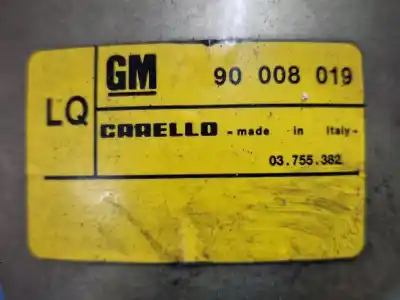 LQ
GM 90 008 019
CARELLO - made in Italy-
03.755.382